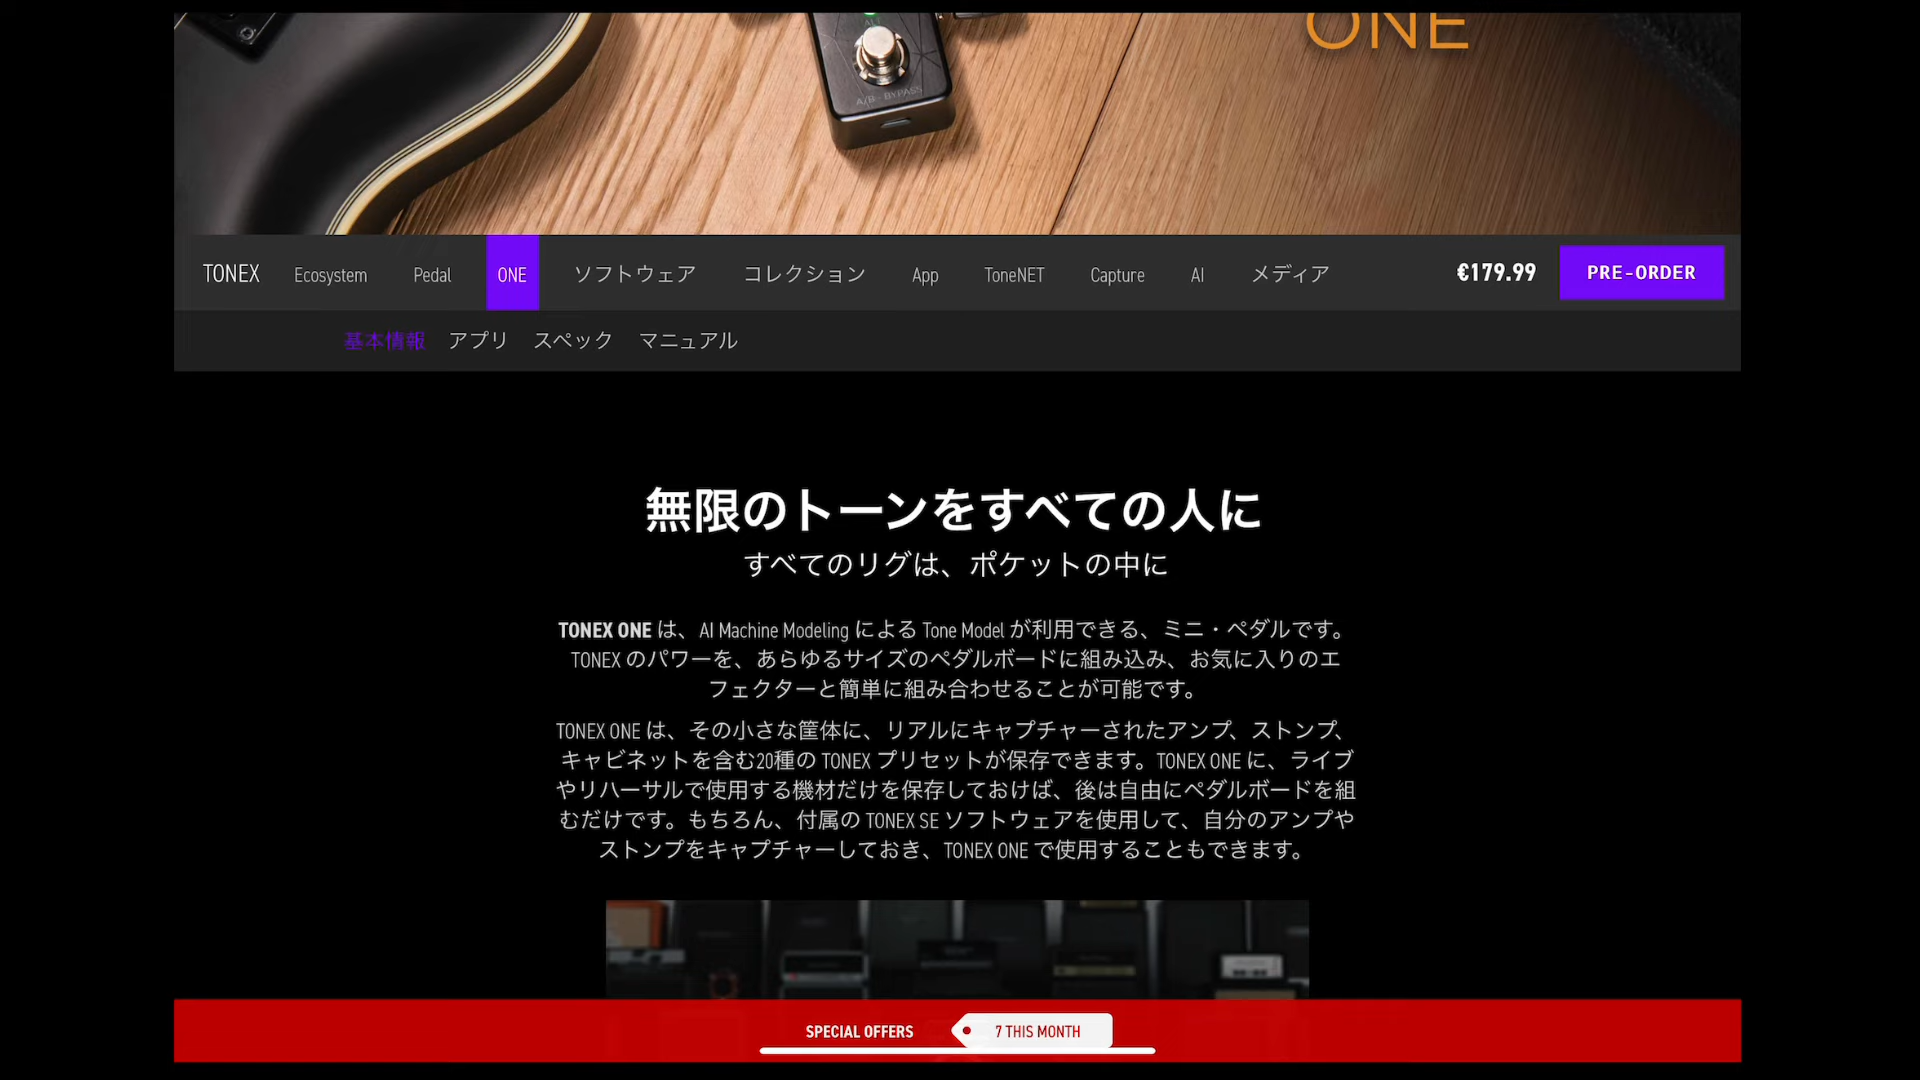 ONE
A/B - BYPASS
TONEX Ecosystem Pedal ONE ソフトウェア コレクション App ToneNET Capture AI メディア €179.99 PRE-ORDER
基本情報 アプリ スペック マニュアル
無限のトーンをすべての人に
すべてのリグは、ポケットの中に
TONEX ONE は、AI Machine Modeling による Tone Model が利用できる、ミニ・ペダルです。
TONEX のパワーを、あらゆるサイズのペダルボードに組み込み、お気に入りのエ
フェクターと簡単に組み合わせることが可能です。
TONEX ONE は、その小さな筐体に、リアルにキャプチャーされたアンプ、ストンプ、
キャビネットを含む20種の TONEX プリセットが保存できます。TONEX ONE に、ライブ
やリハーサルで使用する機材だけを保存しておけば、後は自由にペダルボードを組
むだけです。もちろん、付属の TONEX SE ソフトウェアを使用して、自分のアンプや
ストンプをキャプチャーしておき、TONEX ONE で使用することもできます。
SPECIAL OFFERS 7 THIS MONTH